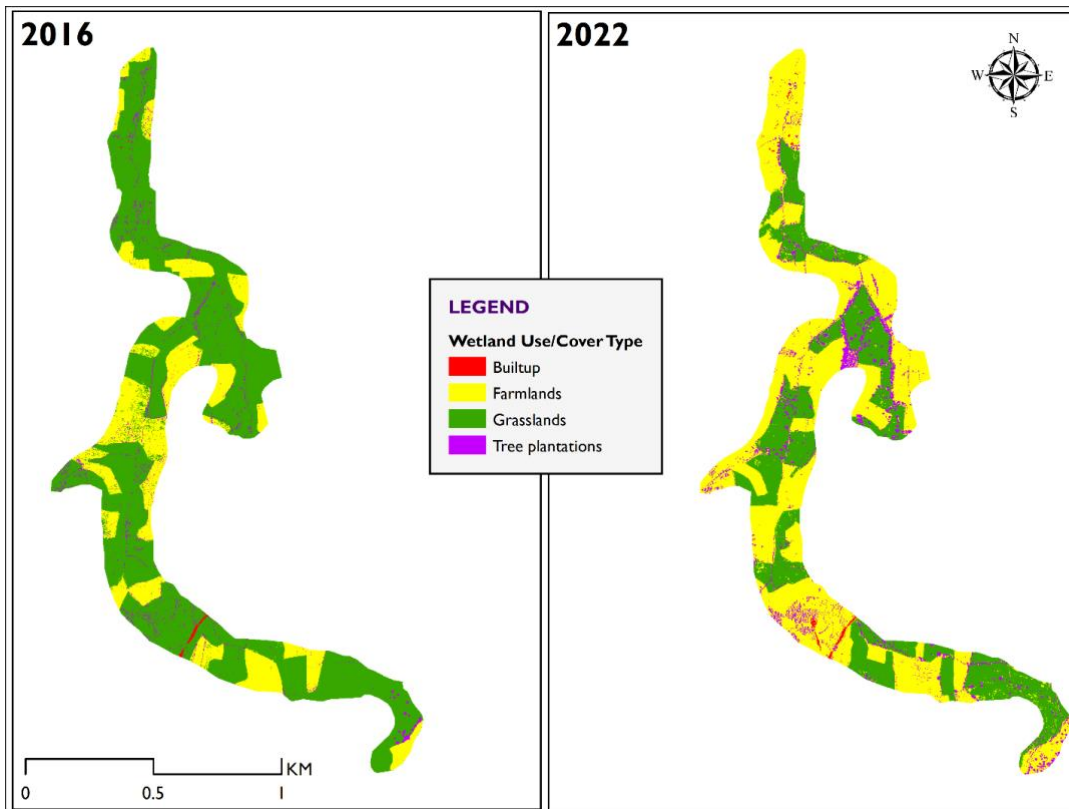 2016
2022
N
W E
S
LEGEND
Wetland Use/Cover Type
Builtup
Farmlands
Grasslands
Tree plantations
KM
0 0.5 1